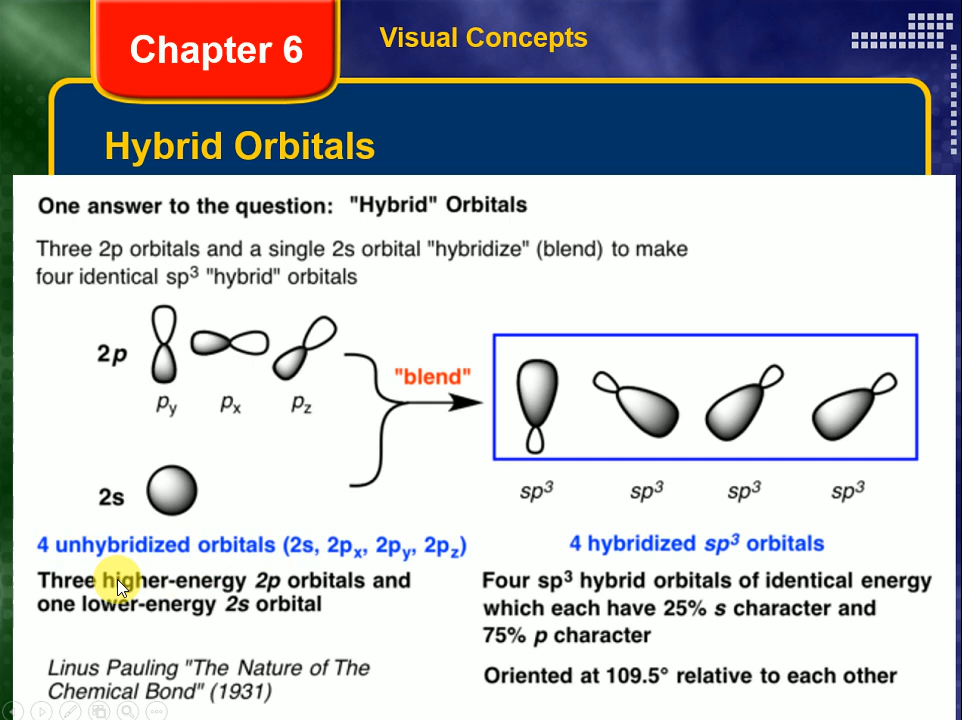 Chapter 6
Visual Concepts
Hybrid Orbitals
One answer to the question: "Hybrid" Orbitals
Three 2p orbitals and a single 2s orbital "hybridize" (blend) to make
four identical sp³ "hybrid" orbitals
2p
"blend"
py px pz
2s
sp³ sp³ sp³ sp³
4 unhybridized orbitals (2s, 2px, 2py, 2pz)
Three higher-energy 2p orbitals and
one lower-energy 2s orbital
4 hybridized sp³ orbitals
Four sp³ hybrid orbitals of identical energy
which each have 25% s character and
75% p character
Linus Pauling "The Nature of The
Chemical Bond" (1931)
Oriented at 109.5° relative to each other